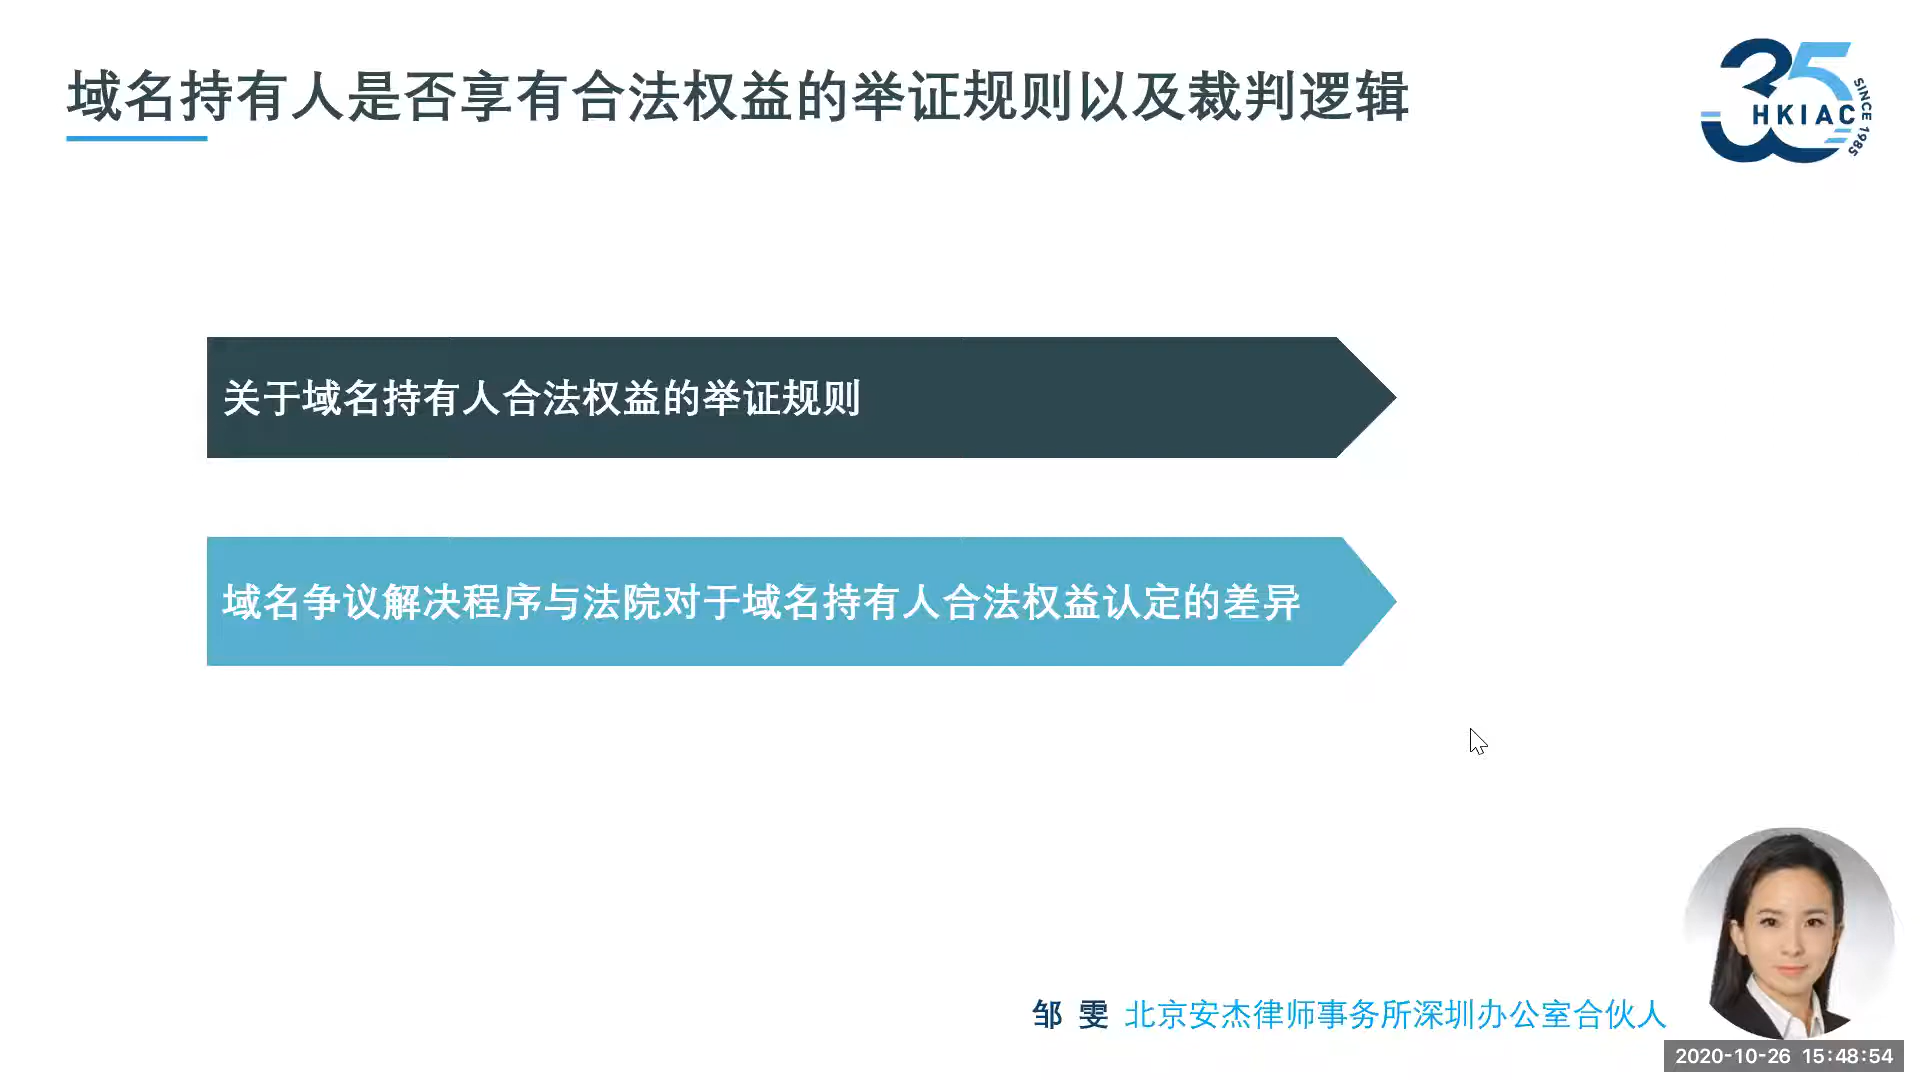 域名持有人是否享有合法权益的举证规则以及裁判逻辑
35
HKIAC
SINCE 1985
关于域名持有人合法权益的举证规则
域名争议解决程序与法院对于域名持有人合法权益认定的差异
邹 雯 北京安杰律师事务所深圳办公室合伙人
2020-10-26 15:48:54